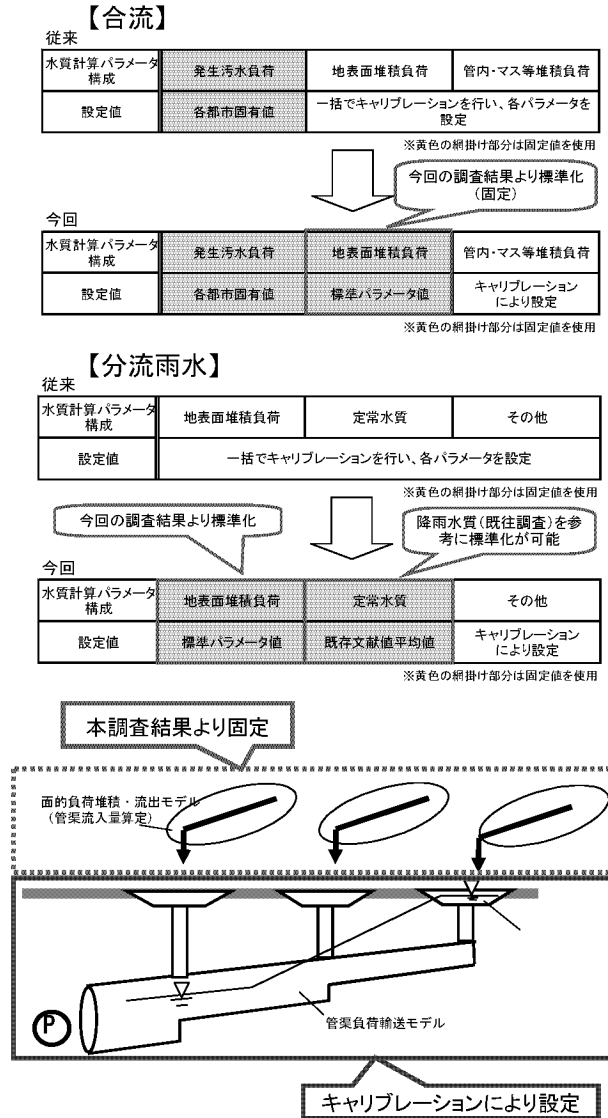 【合流】
従来
水質計算パラメータ
構成
発生汚水負荷
地表面堆積負荷
管内・マス等堆積負荷
設定値
各都市固有値
一括でキャリブレーションを行い、各パラメータを
設定
※黄色の網掛け部分は固定値を使用
今回の調査結果より標準化
（固定）
今回
水質計算パラメータ
構成
発生汚水負荷
地表面堆積負荷
管内・マス等堆積負荷
設定値
各都市固有値
標準パラメータ値
キャリブレーション
により設定
※黄色の網掛け部分は固定値を使用
【分流雨水】
従来
水質計算パラメータ
構成
地表面堆積負荷
定常水質
その他
設定値
一括でキャリブレーションを行い、各パラメータを設定
※黄色の網掛け部分は固定値を使用
今回の調査結果より標準化
降雨水質（既往調査）を参
考に標準化が可能
今回
水質計算パラメータ
構成
地表面堆積負荷
定常水質
その他
設定値
標準パラメータ値
既存文献値平均値
キャリブレーション
により設定
※黄色の網掛け部分は固定値を使用
本調査結果より固定
面的負荷堆積・流出モデル
（管渠流入量算定）
P
管渠負荷輸送モデル
キャリブレーションにより設定